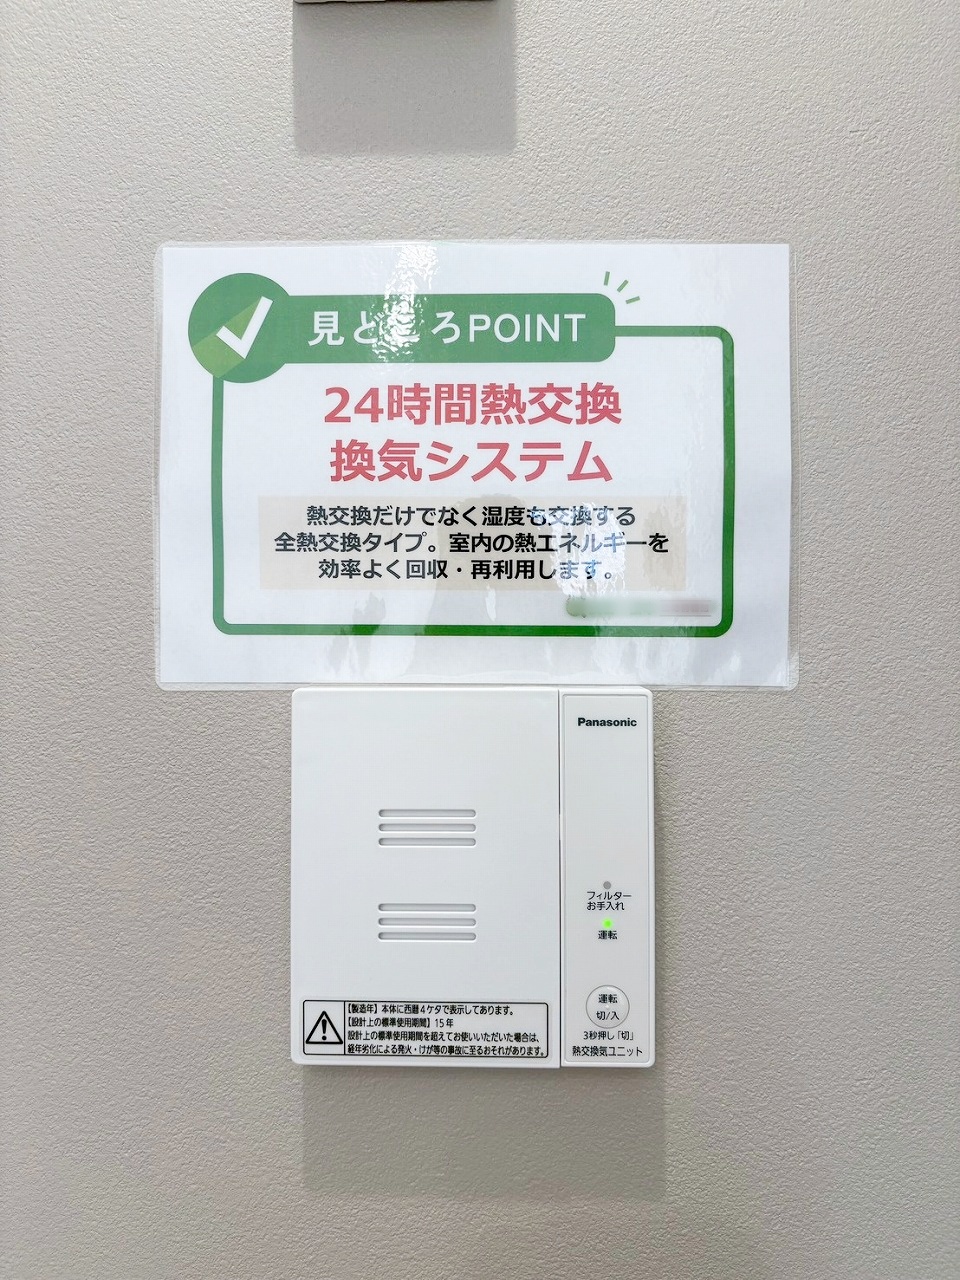 見どころPOINT
24時間熱交換
換気システム
熱交換だけでなく湿度も交換する
全熱交換タイプ。室内の熱エネルギーを
効率よく回収・再利用します。
Panasonic
フィルター
お手入れ
運転
運転
切/入
3秒押し「切」
熱交換気ユニット
【製造年】本体に西暦4ケタで表示してあります。
【設計上の標準使用期間】15年
設計上の標準使用期間を超えてお使いいただいた場合は、
経年劣化による発火・けが等の事故に至るおそれがあります。